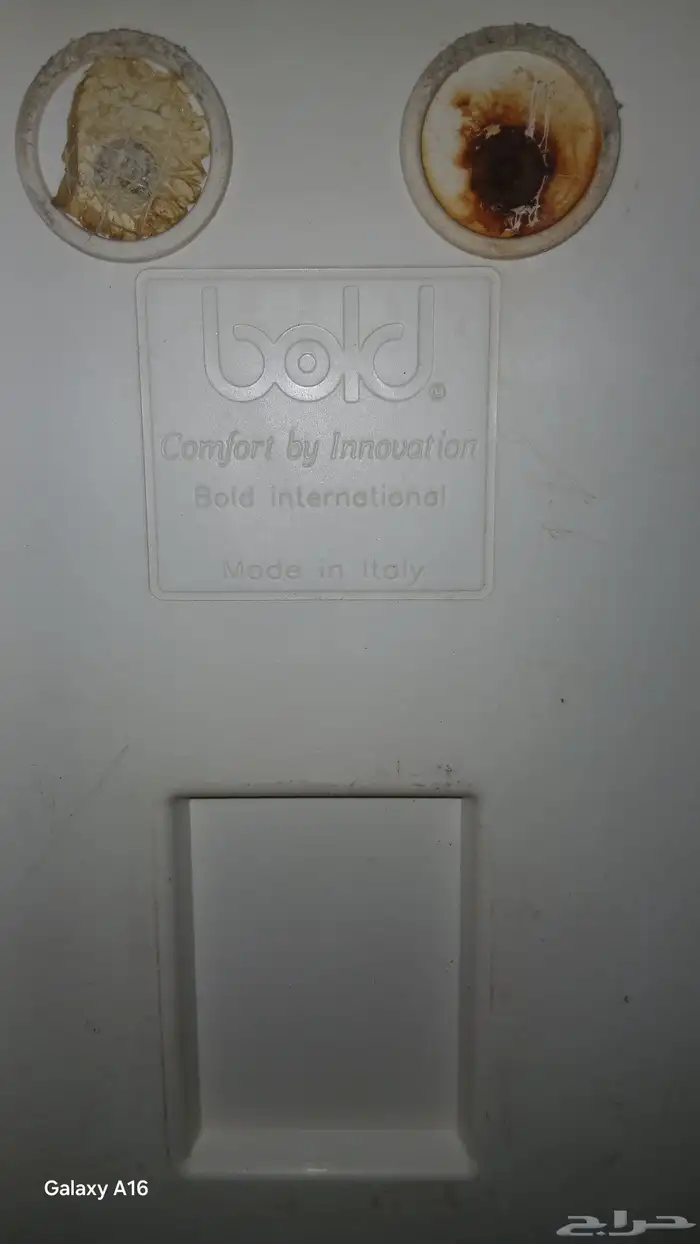 bold®
Comfort by Innovation
Bold international
Made in Italy
Galaxy A16
حراج